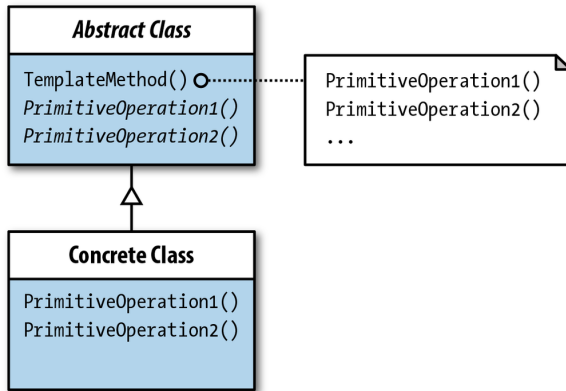 Abstract Class
TemplateMethod()
PrimitiveOperation1()
PrimitiveOperation2()
PrimitiveOperation1()
PrimitiveOperation2()
...
Concrete Class
PrimitiveOperation1()
PrimitiveOperation2()